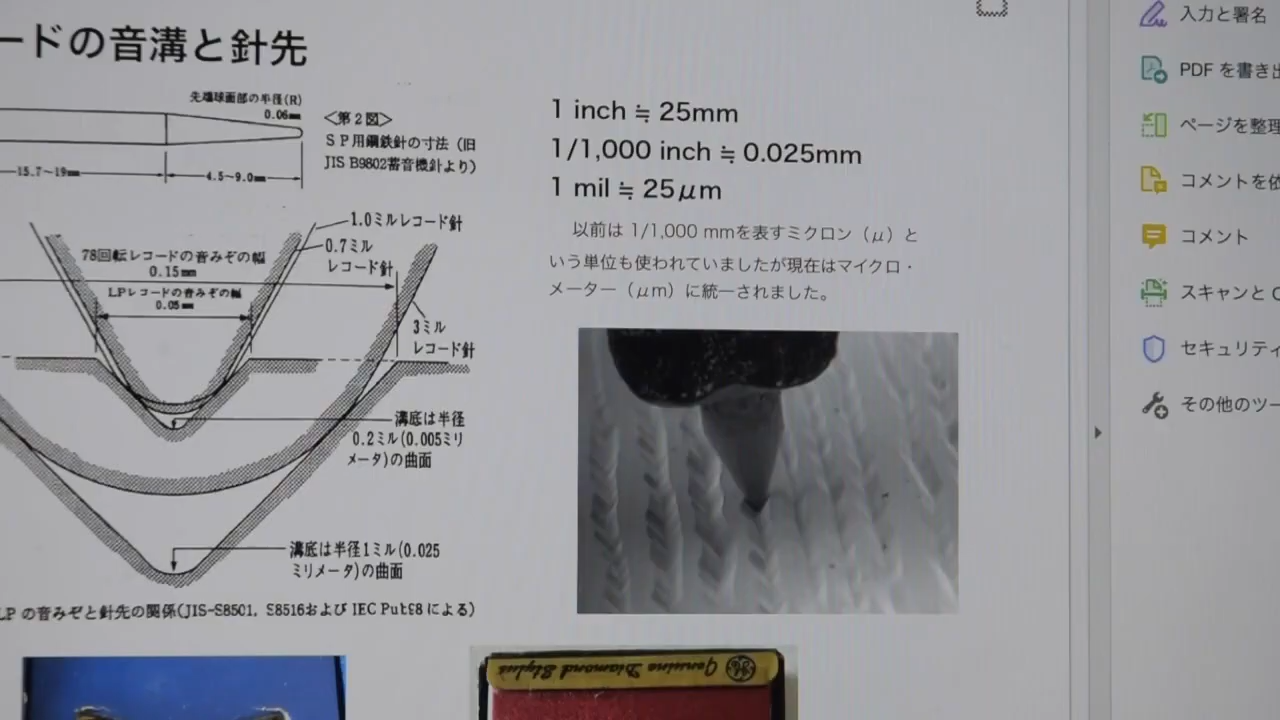 ードの音溝と針先
先端球面部の半径(R)
0.06mm
15.7〜19mm
4.5〜9.0mm
＜第2図＞
SP用鋼鉄針の寸法（旧
JIS B9802蓄音機針より）
1.0ミルレコード針
0.7ミル
レコード針
78回転レコードの音みぞの幅
0.15mm
LPレコードの音みぞの幅
0.05mm
3ミル
レコード針
溝底は半径
0.2ミル(0.005ミリ
メータ)の曲面
溝底は半径1ミル(0.025
ミリメータ)の曲面
LPの音みぞと針先の関係(JIS-S8501, S8516および IEC Pub98による)
1 inch ≒ 25mm
1/1,000 inch ≒ 0.025mm
1 mil ≒ 25μm
以前は 1/1,000 mmを表すミクロン（μ）と
いう単位も使われていましたが現在はマイクロ・
メーター（μm）に統一されました。
Genuine Diamond Stylus
GE
入力と署名
PDF を書き出
ページを整理
コメントを依
コメント
スキャンと O
セキュリティ
その他のツー